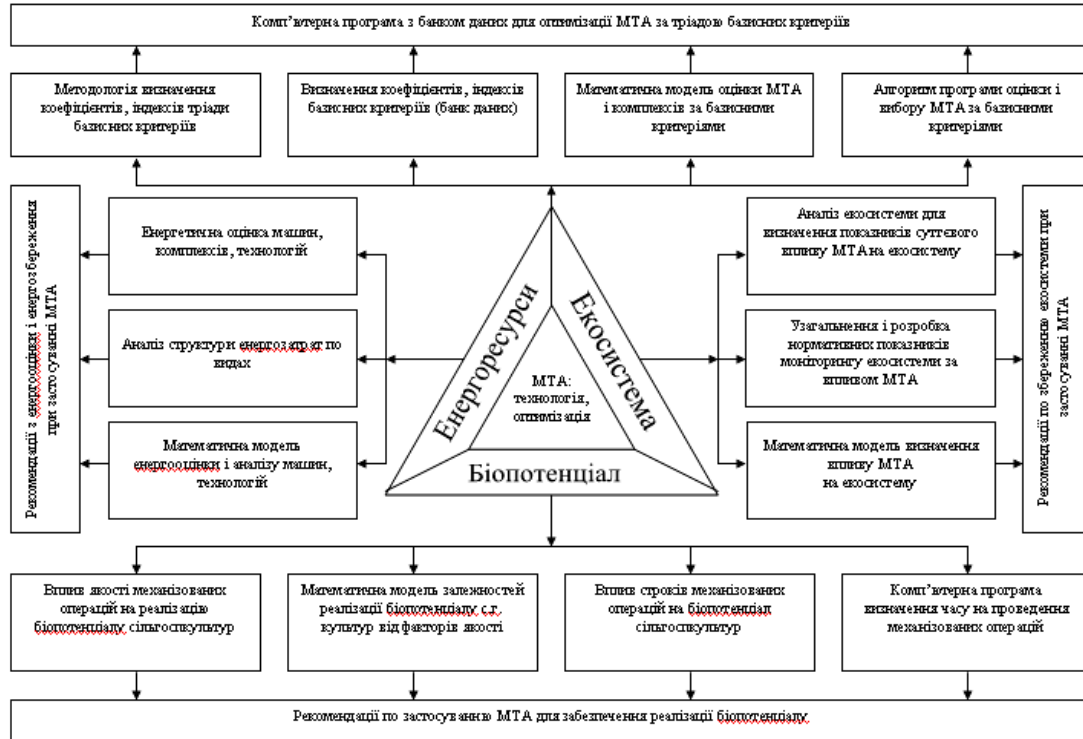 Комп’ютерна програма з банком даних для оптимізації МТА за тріадою базисних критеріїв
Методологія визначення
коефіцієнтів, індексів тріади
базисних критеріїв
Визначення коефіцієнтів, індексів
базисних критеріїв (банк даних)
Математична модель оцінки МТА
і комплексів за базисними
критеріями
Алгоритм програми оцінки і
вибору МТА за базисними
критеріями
Рекомендації з енергооцінки і енергозбереження
при застосуванні МТА
Енергетична оцінка машин,
комплексів, технологій
Аналіз структури енергозатрат по
видах
Математична модель
енергооцінки і аналізу машин,
технологій
Енергоресурси
Екосистема
Біопотенціал
МТА:
технологія,
оптимізація
Аналіз екосистеми для
визначення показників суттєвого
впливу МТА на екосистему
Узагальнення і розробка
нормативних показників
моніторингу екосистеми за
впливом МТА
Математична модель визначення
впливу МТА
на екосистему
Рекомендації по збереженню екосистеми при
застосуванні МТА
Вплив якості механізованих
операцій на реалізацію
біопотенціалу сільгоспкультур
Математична модель залежностей
реалізації біопотенціалу с.г.
культур від факторів якості
Вплив строків механізованих
операцій на біопотенціал
сільгоспкультур
Комп’ютерна програма
визначення часу на проведення
механізованих операцій
Рекомендації по застосуванню МТА для забезпечення реалізації біопотенціалу